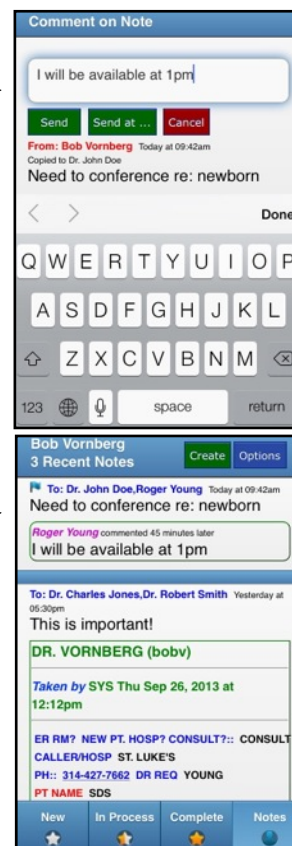 Comment on Note
I will be available at 1pm
Send Send at ... Cancel
From: Bob Vornberg Today at 09:42am
Copied to Dr. John Doe
Need to conference re: newborn
Done
Q W E R T Y U I O P
A S D F G H J K L
Z X C V B N M
123 space return
Bob Vornberg
3 Recent Notes
Create Options
To: Dr. John Doe,Roger Young Today at 09:42am
Need to conference re: newborn
Roger Young commented 45 minutes later
I will be available at 1pm
To: Dr. Charles Jones,Dr. Robert Smith Yesterday at
05:30pm
This is important!
DR. VORNBERG (bobv)
Taken by SYS Thu Sep 26, 2013 at
12:12pm
ER RM? NEW PT. HOSP? CONSULT?:: CONSULT
CALLER/HOSP ST. LUKE'S
PH:: 314-427-7662 DR REQ YOUNG
PT NAME SDS
New In Process Complete Notes